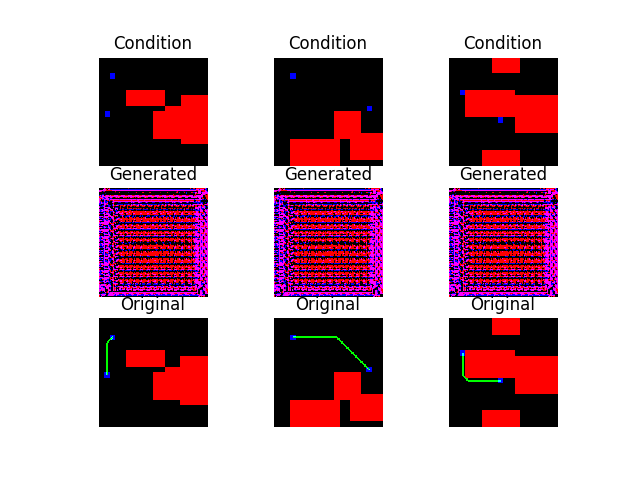 Condition Condition Condition
Generated Generated Generated
Original Original Original